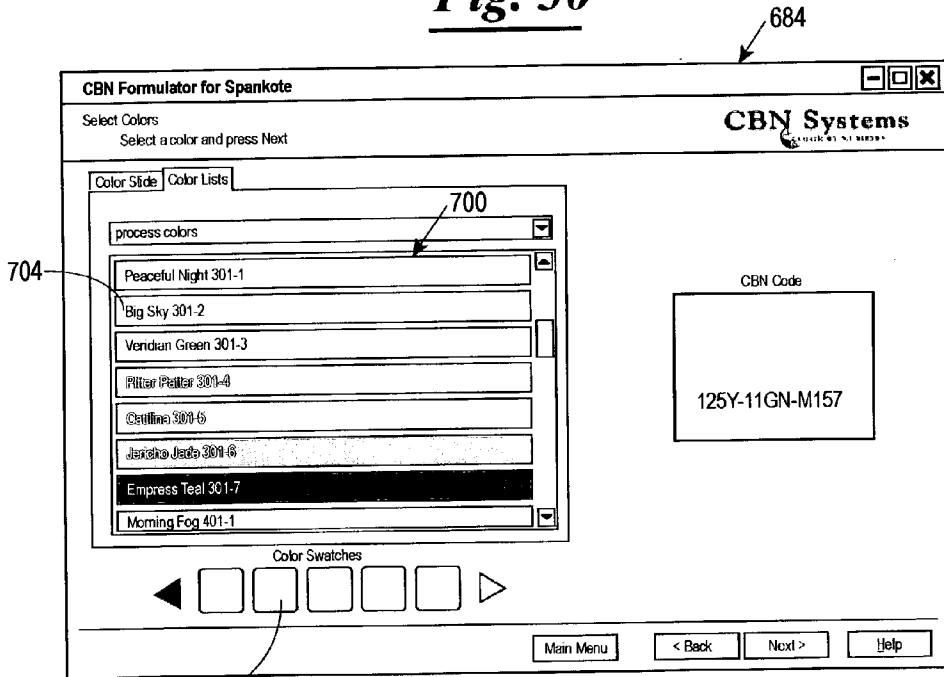 Fig. 30
684
CBN Formulator for Spankote
Select Colors
Select a color and press Next
CBN Systems
Color Slide
Color Lists
700
process colors
704
Peaceful Night 301-1
Big Sky 301-2
Veridian Green 301-3
Pitter Patter 301-4
Catilina 301-5
Jericho Jade 301-6
Empress Teal 301-7
Morning Fog 401-1
CBN Code
125Y-11GN-M157
Color Swatches
Main Menu
< Back
Next >
Help